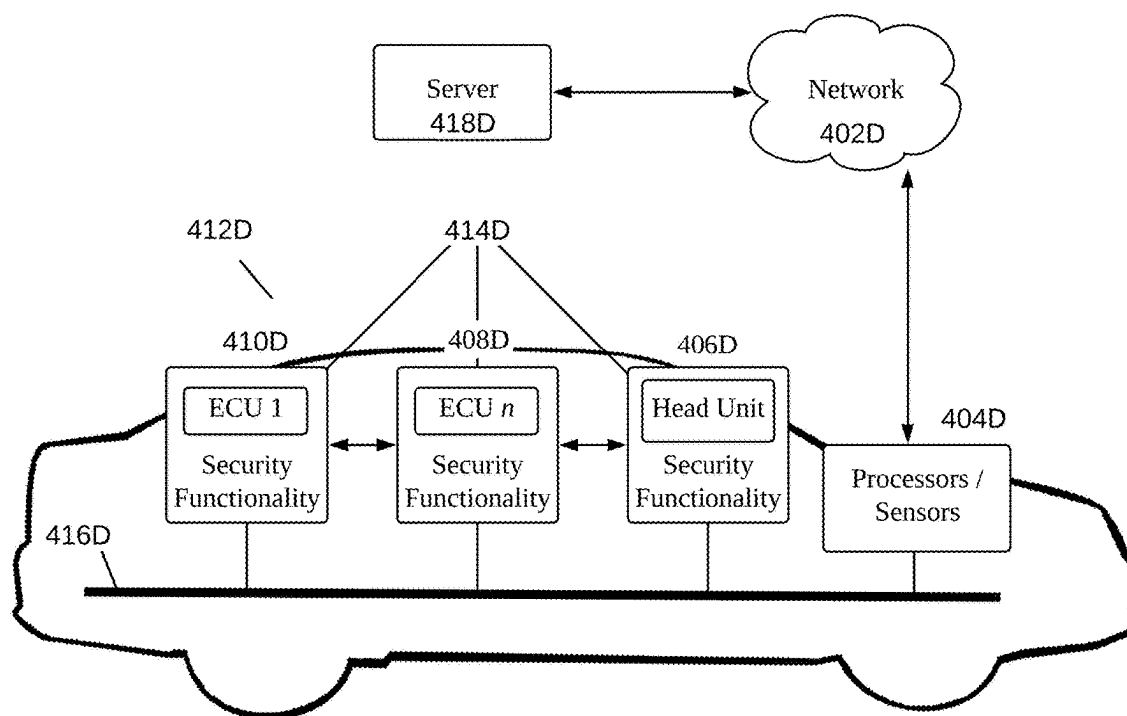 Server
418D
Network
402D
412D
414D
410D
408D
406D
404D
ECU 1
Security
Functionality
ECU n
Security
Functionality
Head Unit
Security
Functionality
Processors /
Sensors
416D